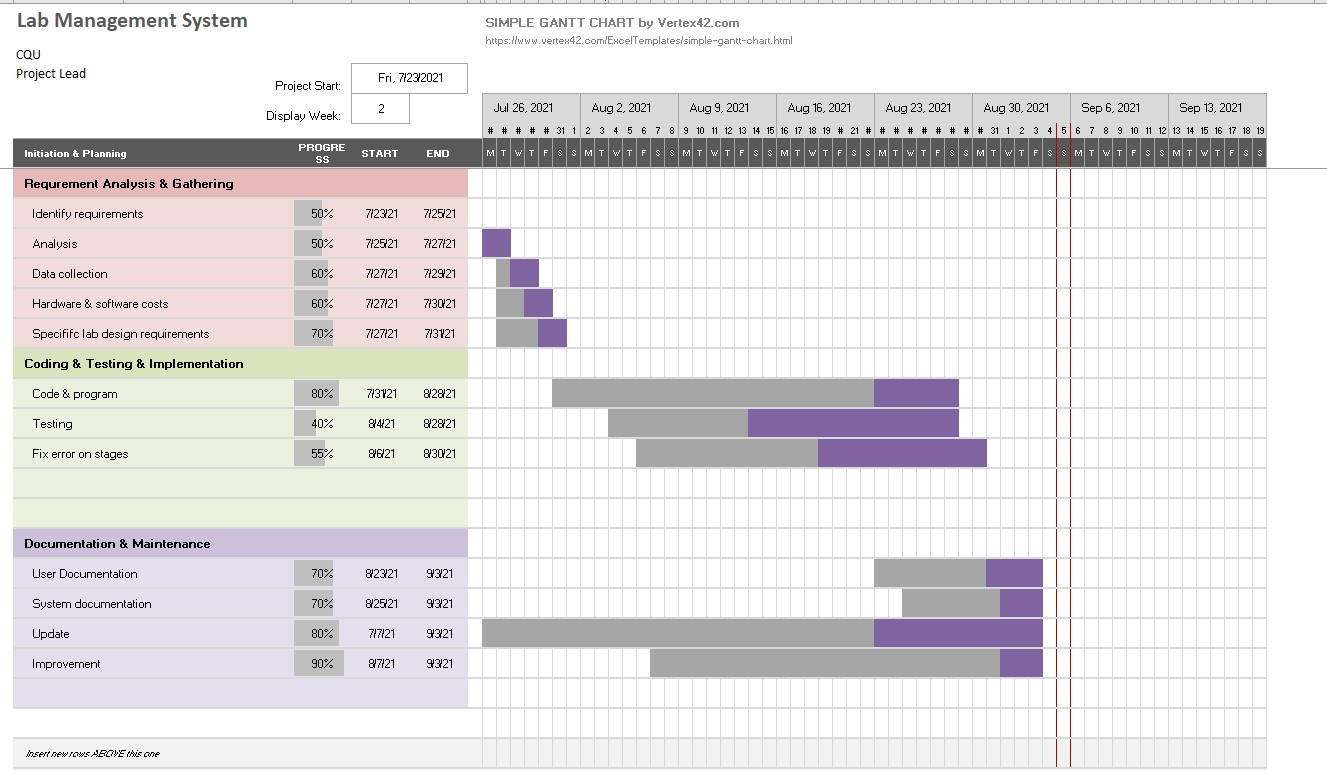 Lab Management System
SIMPLE GANTT CHART by Vertex42.com
https://www.vertex42.com/ExcelTemplates/simple-gantt-chart.html
CQU
Project Lead
Project Start: Fri, 7/23/2021
Display Week: 2
Jul 26, 2021 Aug 2, 2021 Aug 9, 2021 Aug 16, 2021 Aug 23, 2021 Aug 30, 2021 Sep 6, 2021 Sep 13, 2021
# # # # # 31 1 2 3 4 5 6 7 8 9 10 11 12 13 14 15 16 17 18 19 # 21 # # # # # # # # # 31 1 2 3 4 5 6 7 8 9 10 11 12 13 14 15 16 17 18 19
Initiation & Planning PROGRE
SS START END M T W T F S S M T W T F S S M T W T F S S M T W T F S S M T W T F S S M T W T F S S M T W T F S S M T W T F S S
Requrement Analysis & Gathering
Identify requirements 50% 7/23/21 7/25/21
Analysis 50% 7/25/21 7/27/21
Data collection 60% 7/27/21 7/29/21
Hardware & software costs 60% 7/27/21 7/30/21
Specififc lab design requirements 70% 7/27/21 7/31/21
Coding & Testing & Implementation
Code & program 80% 7/31/21 8/28/21
Testing 40% 8/4/21 8/28/21
Fix error on stages 55% 8/6/21 8/30/21
Documentation & Maintenance
User Documentation 70% 8/23/21 9/3/21
System documentation 70% 8/25/21 9/3/21
Update 80% 7/7/21 9/3/21
Improvement 90% 8/7/21 9/3/21
Insert new rows ABOVE this one